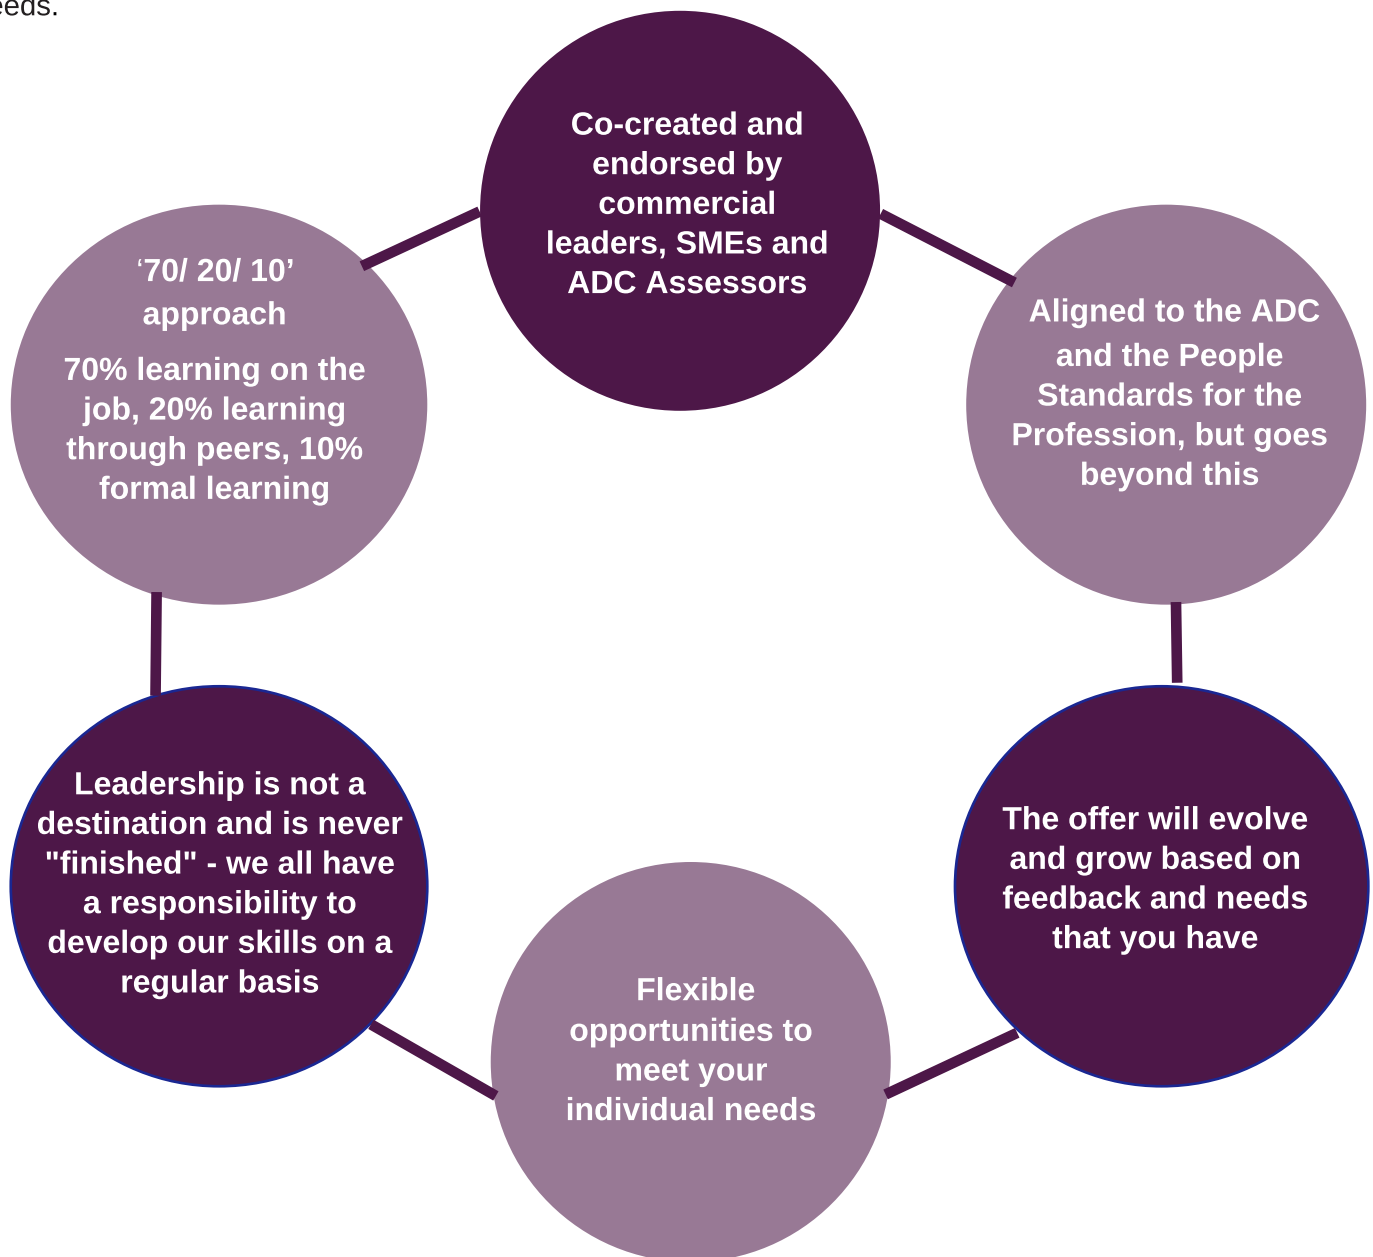 Co-created and
endorsed by
commercial
leaders, SMEs and
ADC Assessors
‘70/ 20/ 10’
approach
70% learning on the
job, 20% learning
through peers, 10%
formal learning
Aligned to the ADC
and the People
Standards for the
Profession, but goes
beyond this
Leadership is not a
destination and is never
"finished" - we all have
a responsibility to
develop our skills on a
regular basis
The offer will evolve
and grow based on
feedback and needs
that you have
Flexible
opportunities to
meet your
individual needs